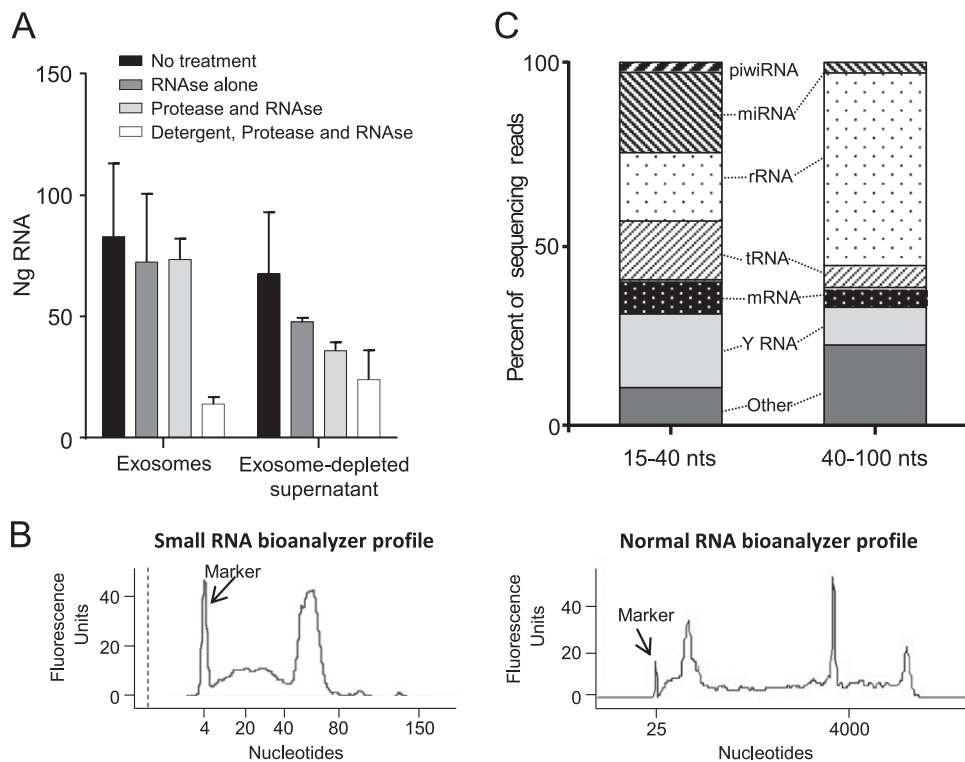 A
No treatment
RNAse alone
Protease and RNAse
Detergent, Protease and RNAse
150
100
50
0
Ng RNA
Exosomes
Exosome-depleted
supernatant
C
100
50
0
Percent of sequencing reads
piwiRNA
miRNA
rRNA
tRNA
mRNA
Y RNA
Other
15-40 nts
40-100 nts
B
Small RNA bioanalyzer profile
Marker
Fluorescence
Units
40
20
0
4
20
40
80
150
Nucleotides
Normal RNA bioanalyzer profile
Marker
Fluorescence
Units
40
20
0
25
4000
Nucleotides